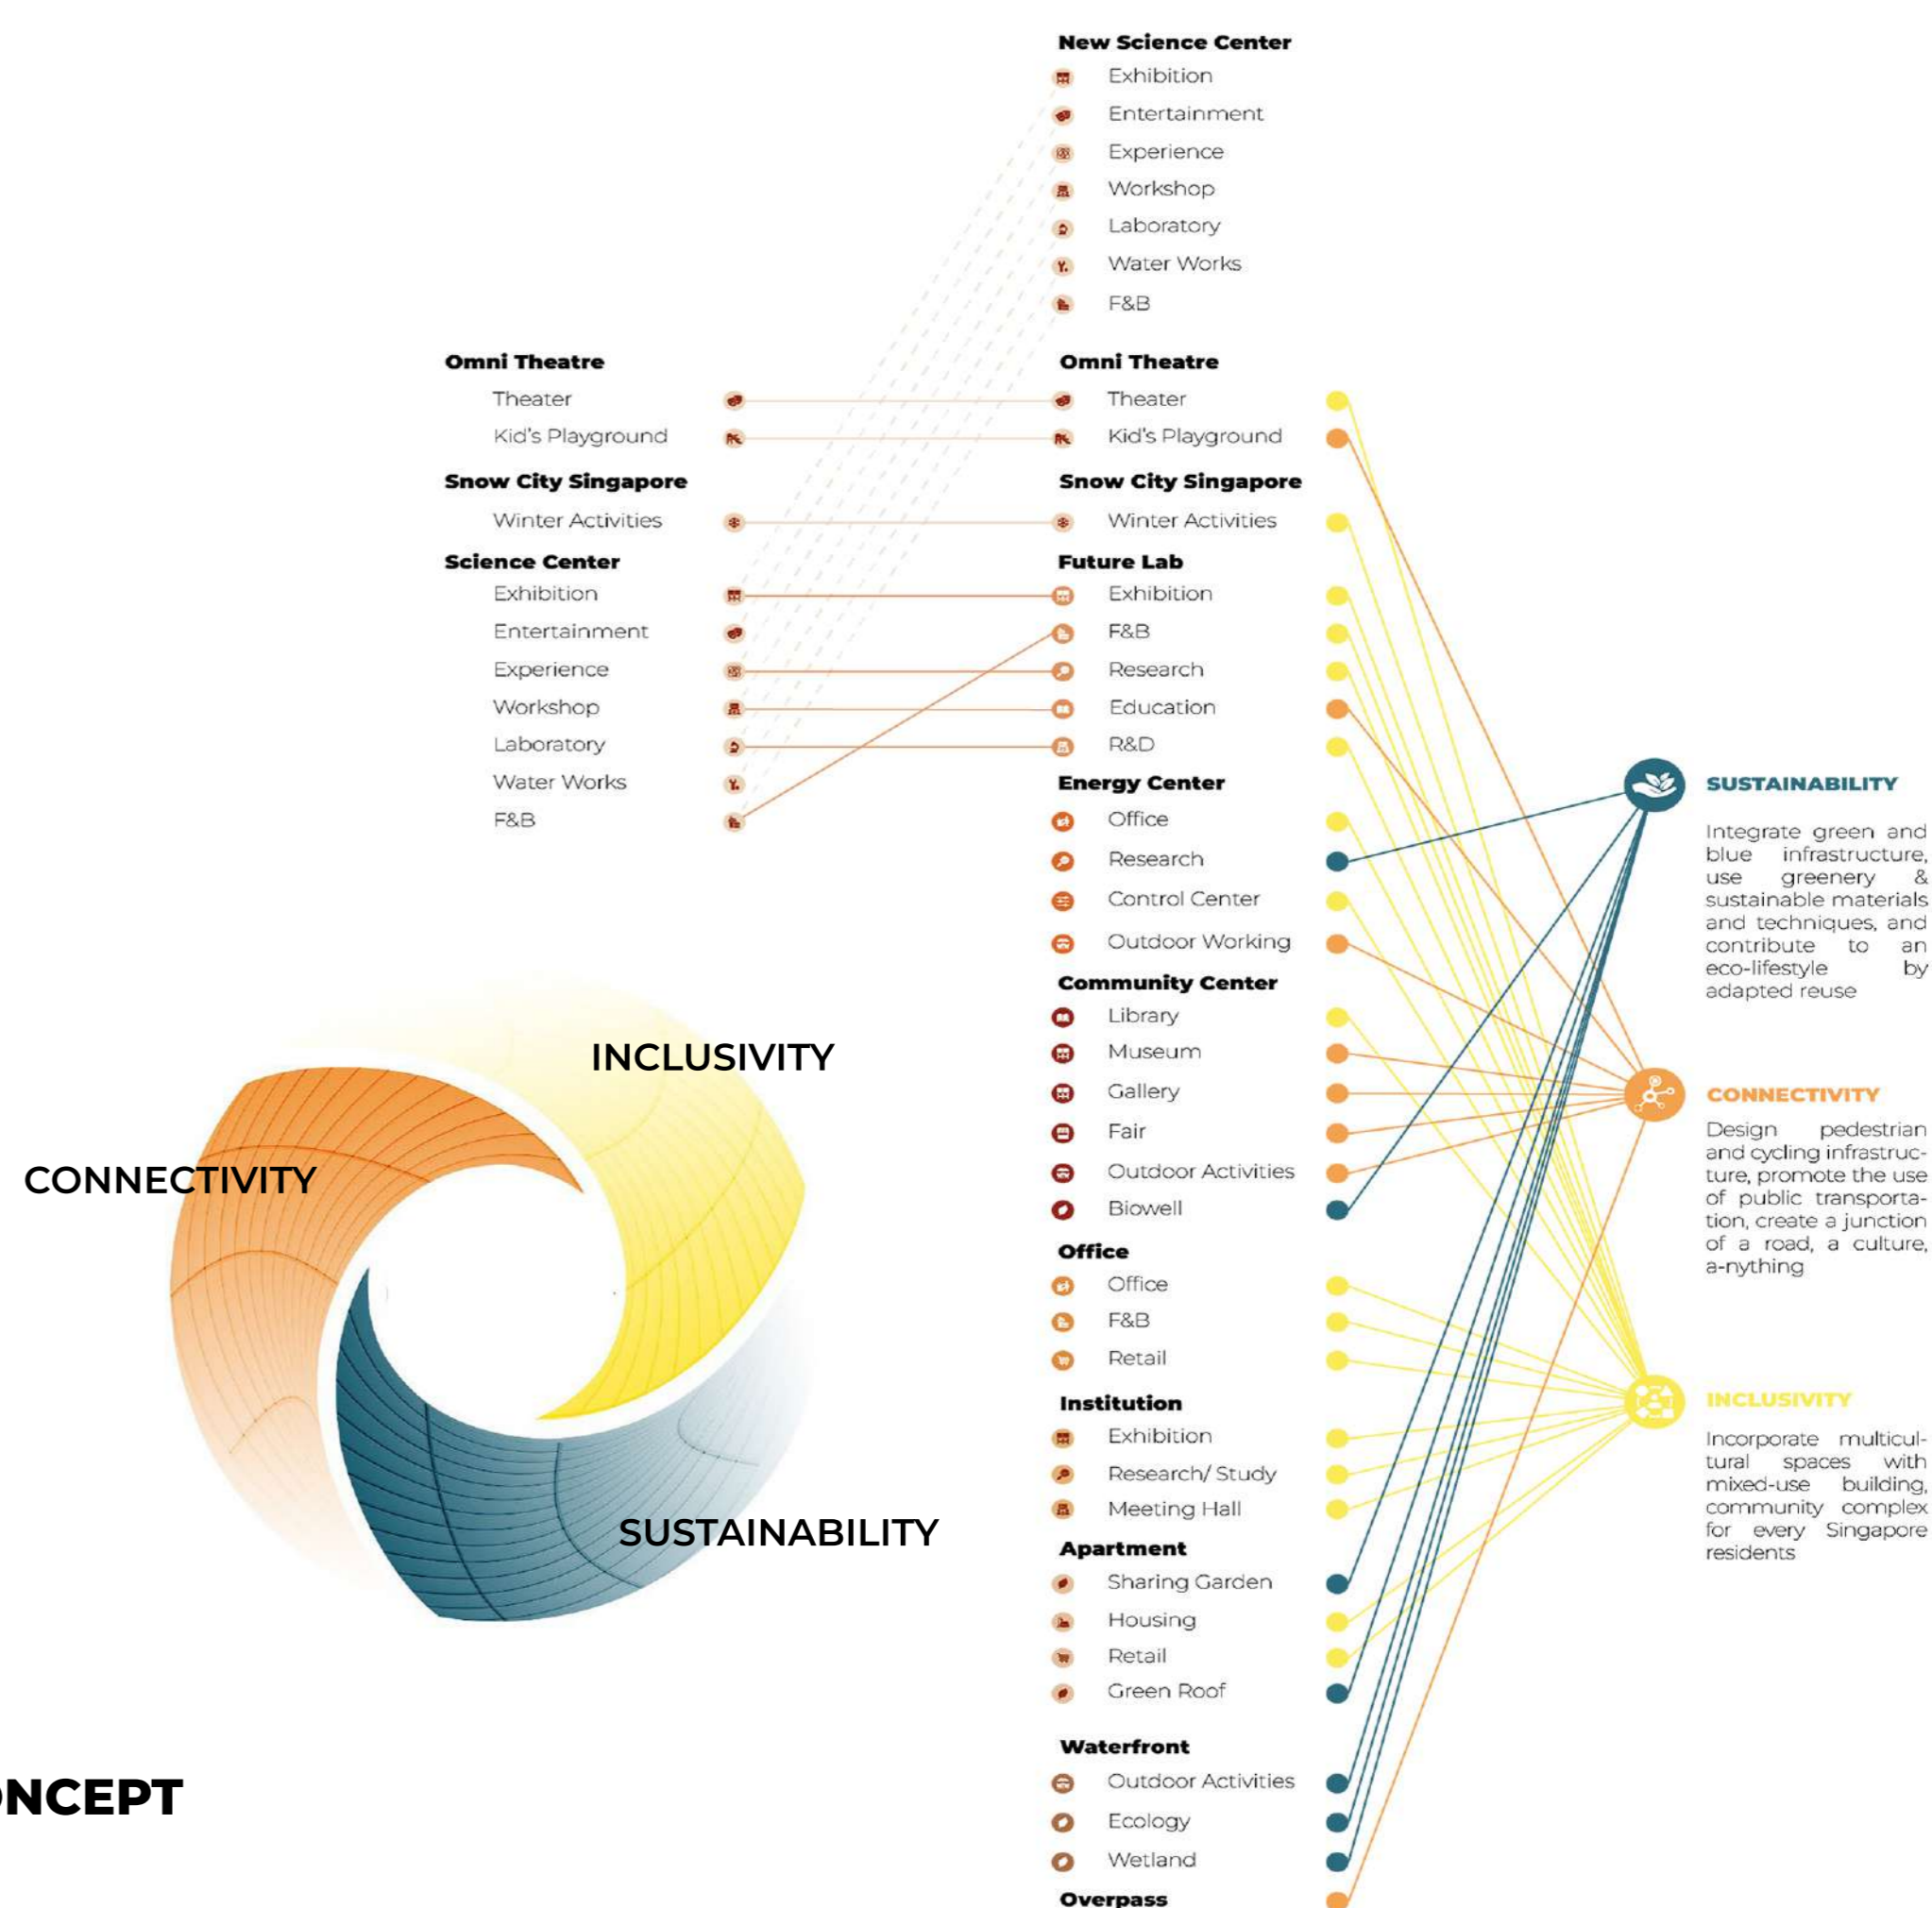 New Science Center
Exhibition
Entertainment
Experience
Workshop
Laboratory
Water Works
F&B
Omni Theatre
Theater
Kid's Playground
Snow City Singapore
Winter Activities
Science Center
Exhibition
Entertainment
Experience
Workshop
Laboratory
Water Works
F&B
Omni Theatre
Theater
Kid's Playground
Snow City Singapore
Winter Activities
Future Lab
Exhibition
F&B
Research
Education
R&D
Energy Center
Office
Research
Control Center
Outdoor Working
Community Center
Library
Museum
Gallery
Fair
Outdoor Activities
Biowell
Office
Office
F&B
Retail
Institution
Exhibition
Research/ Study
Meeting Hall
Apartment
Sharing Garden
Housing
Retail
Green Roof
Waterfront
Outdoor Activities
Ecology
Wetland
Overpass
SUSTAINABILITY
Integrate green and
blue infrastructure,
use greenery &
sustainable materials
and techniques, and
contribute to an
eco-lifestyle by
adapted reuse
CONNECTIVITY
Design pedestrian
and cycling infrastruc-
ture, promote the use
of public transporta-
tion, create a junction
of a road, a culture,
a-nything
INCLUSIVITY
Incorporate multicul-
tural spaces with
mixed-use building,
community complex
for every Singapore
residents
INCLUSIVITY
CONNECTIVITY
SUSTAINABILITY
ONCEPT